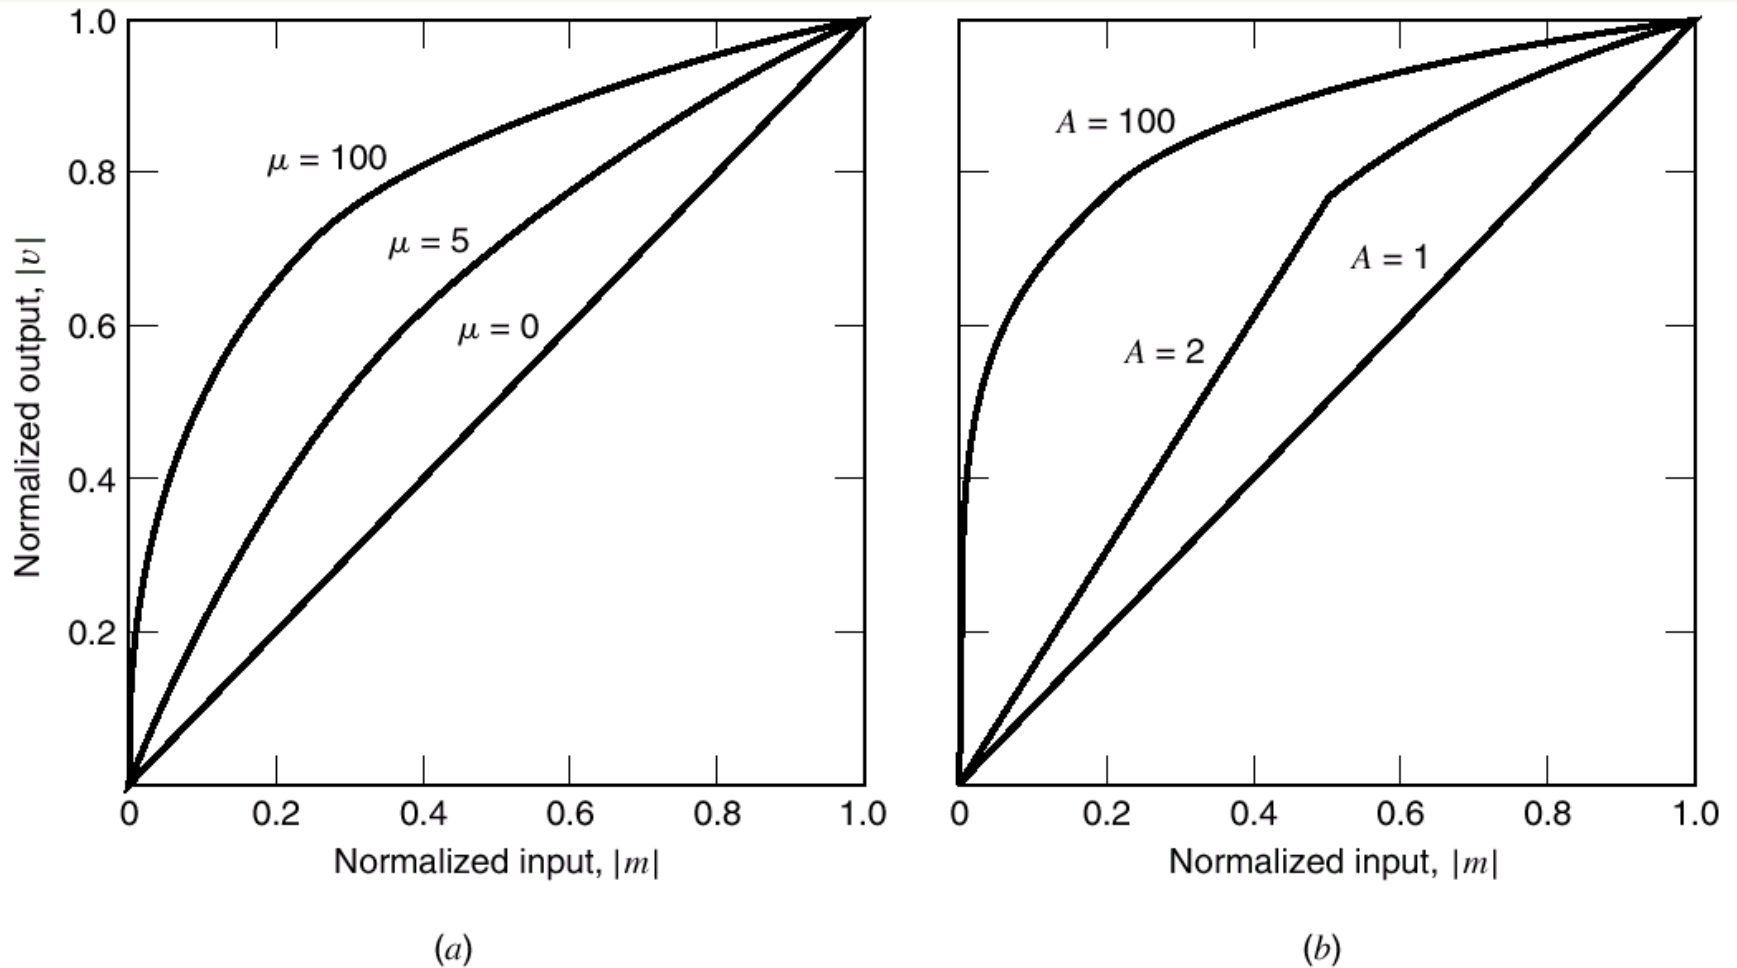 Normalized output, |v|
1.0
0.8
0.6
0.4
0.2
μ = 100
μ = 5
μ = 0
0 0.2 0.4 0.6 0.8 1.0
Normalized input, |m|
(a)
A = 100
A = 1
A = 2
0 0.2 0.4 0.6 0.8 1.0
Normalized input, |m|
(b)